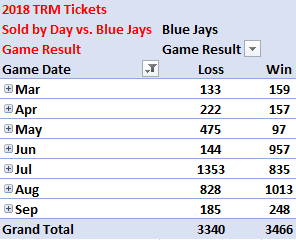 2018 TRM Tickets
Sold by Day vs. Blue Jays Blue Jays
Game Result Game Result
Game Date Loss Win
Mar 133 159
Apr 222 157
May 475 97
Jun 144 957
Jul 1353 835
Aug 828 1013
Sep 185 248
Grand Total 3340 3466